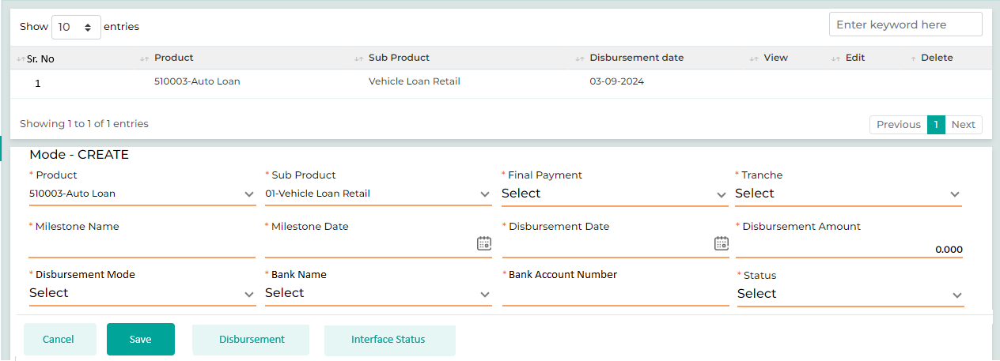 Show 10 entries Enter keyword here
Sr. No Product Sub Product Disbursement date View Edit Delete
1 510003-Auto Loan Vehicle Loan Retail 03-09-2024
Showing 1 to 1 of 1 entries Previous 1 Next
Mode - CREATE
* Product * Sub Product * Final Payment * Tranche
510003-Auto Loan 01-Vehicle Loan Retail Select Select
* Milestone Name * Milestone Date * Disbursement Date * Disbursement Amount
0.000
* Disbursement Mode * Bank Name * Bank Account Number * Status
Select Select Select
Cancel Save Disbursement Interface Status